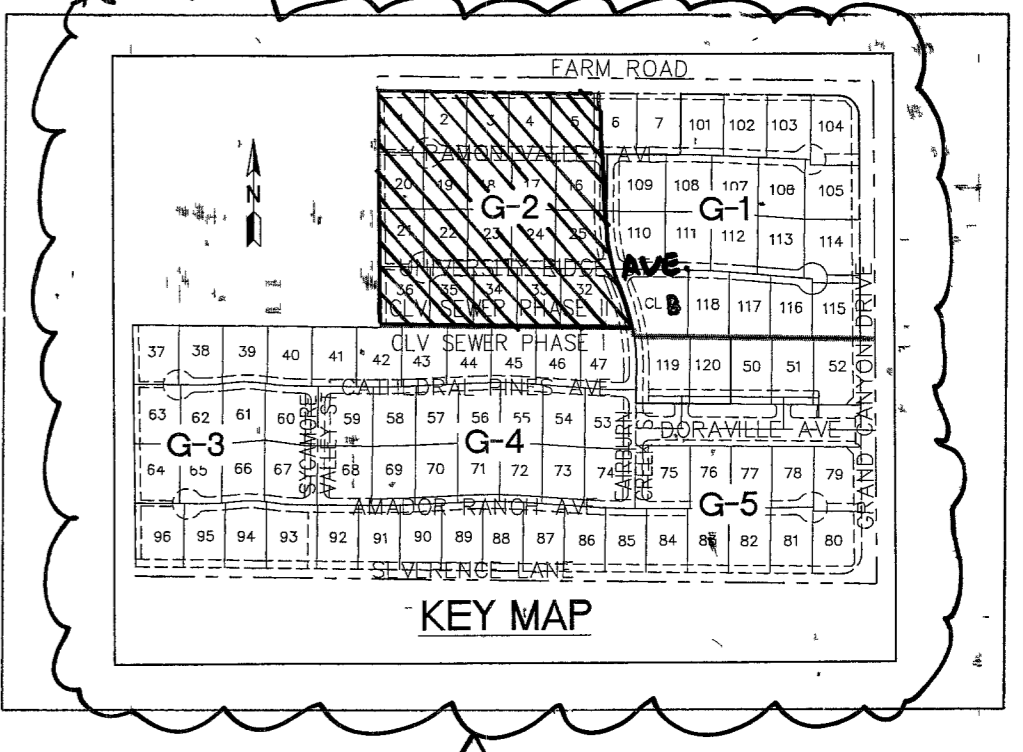 FARM ROAD
1 2 3 4 5 6 7 101 102 103 104
RAMON VALLE AVE
20 19 18 17 16 109 108 107 106 105
G-2 G-1
21 22 23 24 25 110 111 112 113 114
UNIVERSITY RIDGE AVE.
36 35 34 33 32 CL B 118 117 116 115
CLV SEWER PHASE II
CLV SEWER PHASE I
37 38 39 40 41 42 43 44 45 46 47 119 120 50 51 52
CATHEDRAL PINES AVE
63 62 61 60 59 58 57 56 55 54 53
DORAVILLE AVE
G-3 G-4
64 65 66 67 68 69 70 71 72 73 74 75 76 77 78 79
G-5
AMADOR RANCH AVE
96 95 94 93 92 91 90 89 88 87 86 85 84 82 81 80
SEVERENCE LANE
SYCAMORE
VALLEY ST
CREEK ST
GRAND CANYON DRIVE
N
KEY MAP